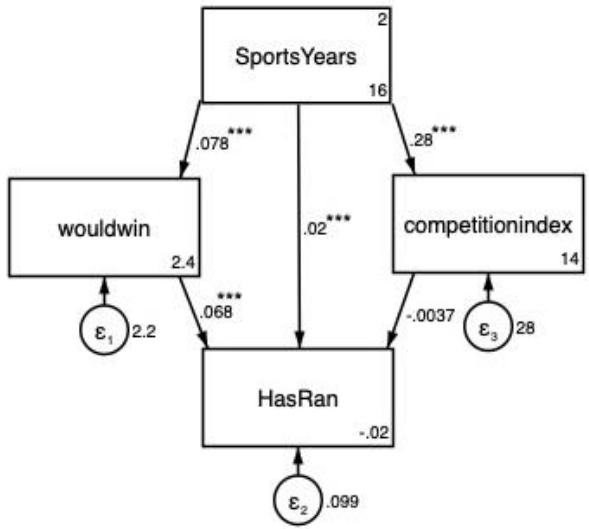 2
SportsYears
16
.078***
.02***
.28***
wouldwin
2.4
competitionindex
14
ε₁ 2.2
.068***
-.0037
ε₃ 28
HasRan
-.02
ε₂ .099